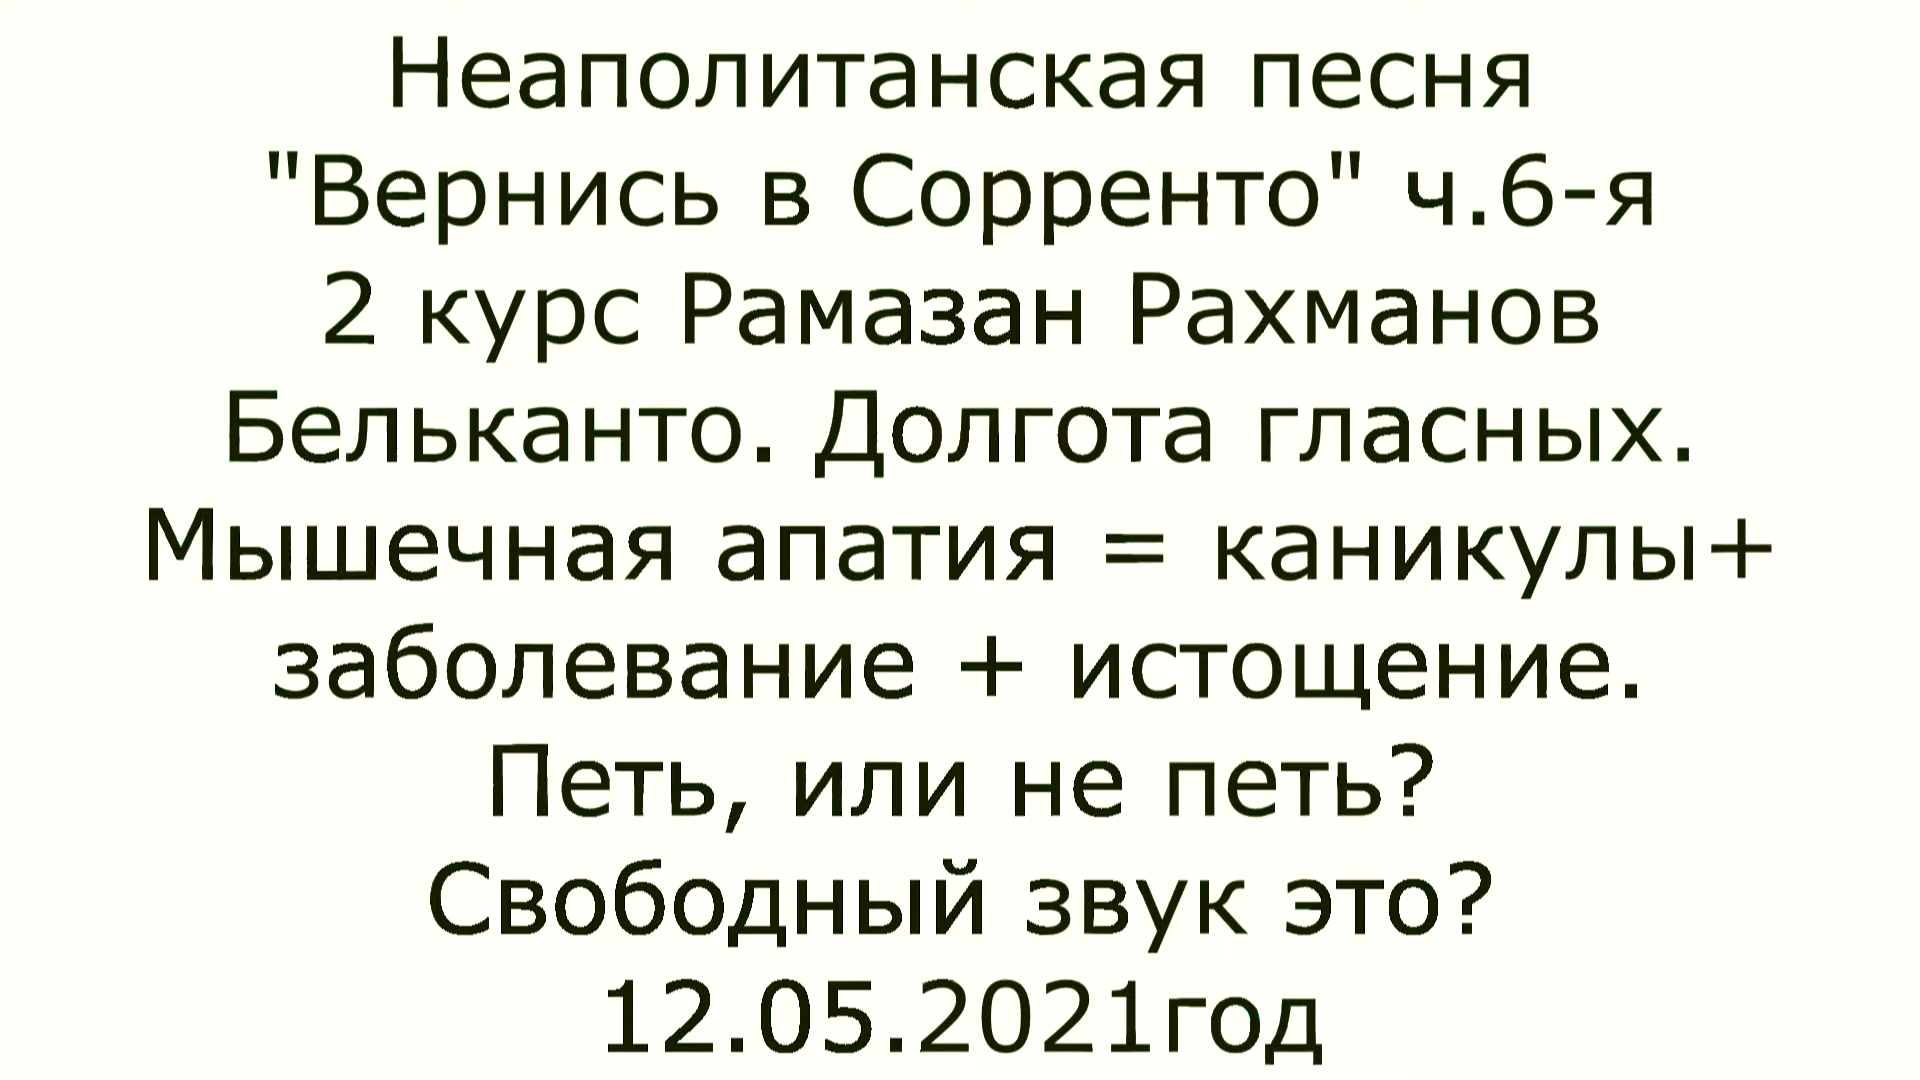 Неаполитанская песня
"Вернись в Сорренто" ч.6-я
2 курс Рамазан Рахманов
Бельканто. Долгота гласных.
Мышечная апатия = каникулы+
заболевание + истощение.
Петь, или не петь?
Свободный звук это?
12.05.2021год